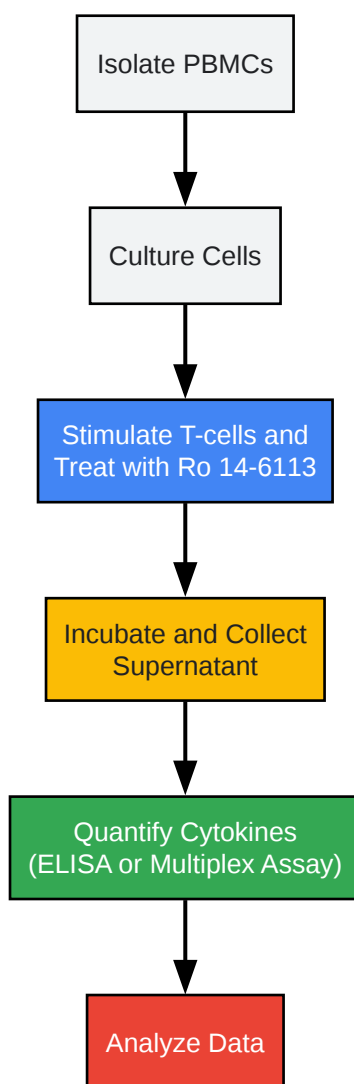 Isolate PBMCs
Culture Cells
Stimulate T-cells and
Treat with Ro 14-6113
Incubate and Collect
Supernatant
Quantify Cytokines
(ELISA or Multiplex Assay)
Analyze Data